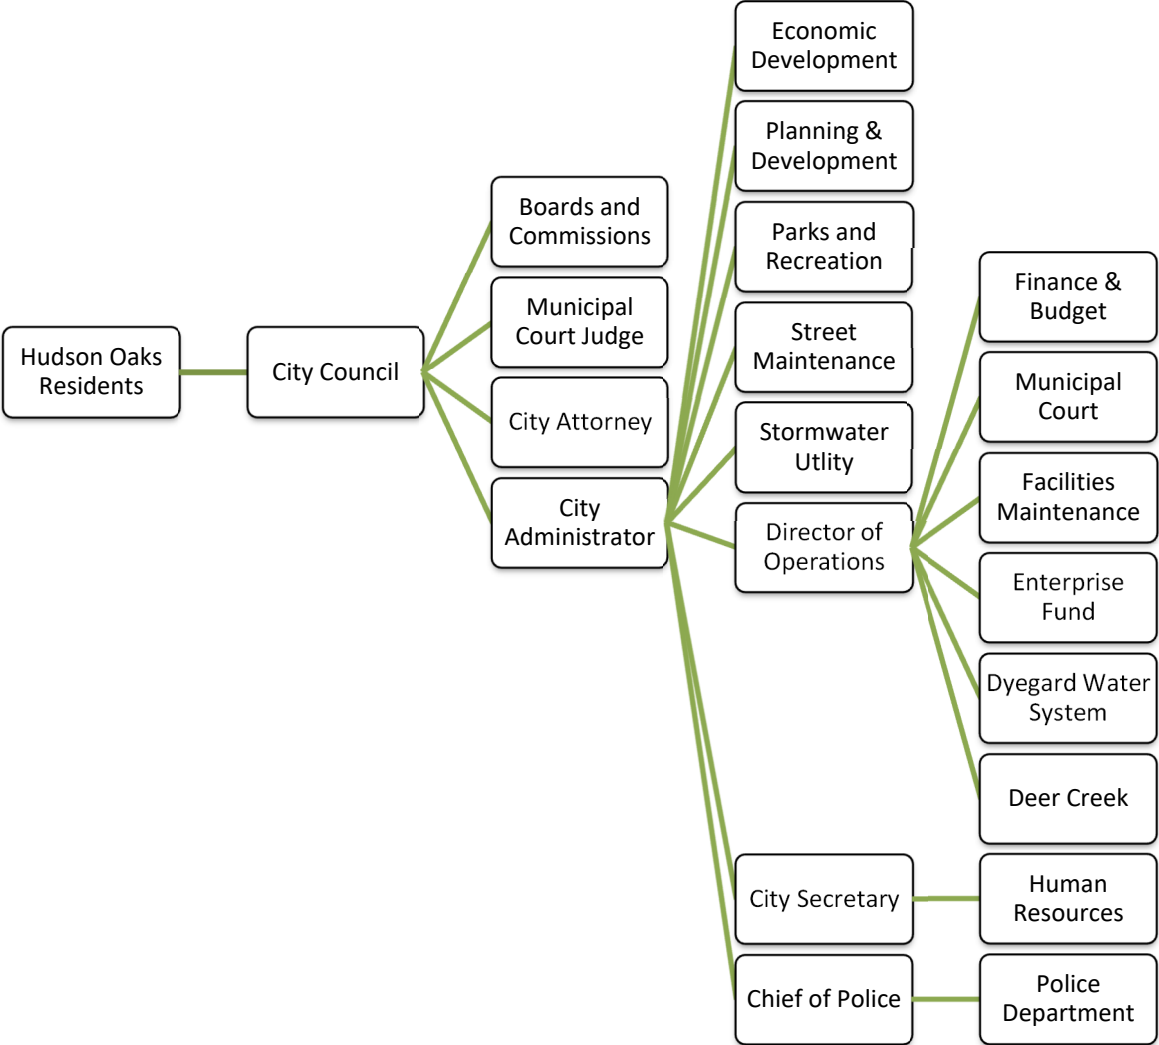 Hudson Oaks
Residents
City Council
Boards and
Commissions
Municipal
Court Judge
City Attorney
City
Administrator
Economic
Development
Planning &
Development
Parks and
Recreation
Street
Maintenance
Stormwater
Utlity
Director of
Operations
City Secretary
Chief of Police
Finance &
Budget
Municipal
Court
Facilities
Maintenance
Enterprise
Fund
Dyegard Water
System
Deer Creek
Human
Resources
Police
Department